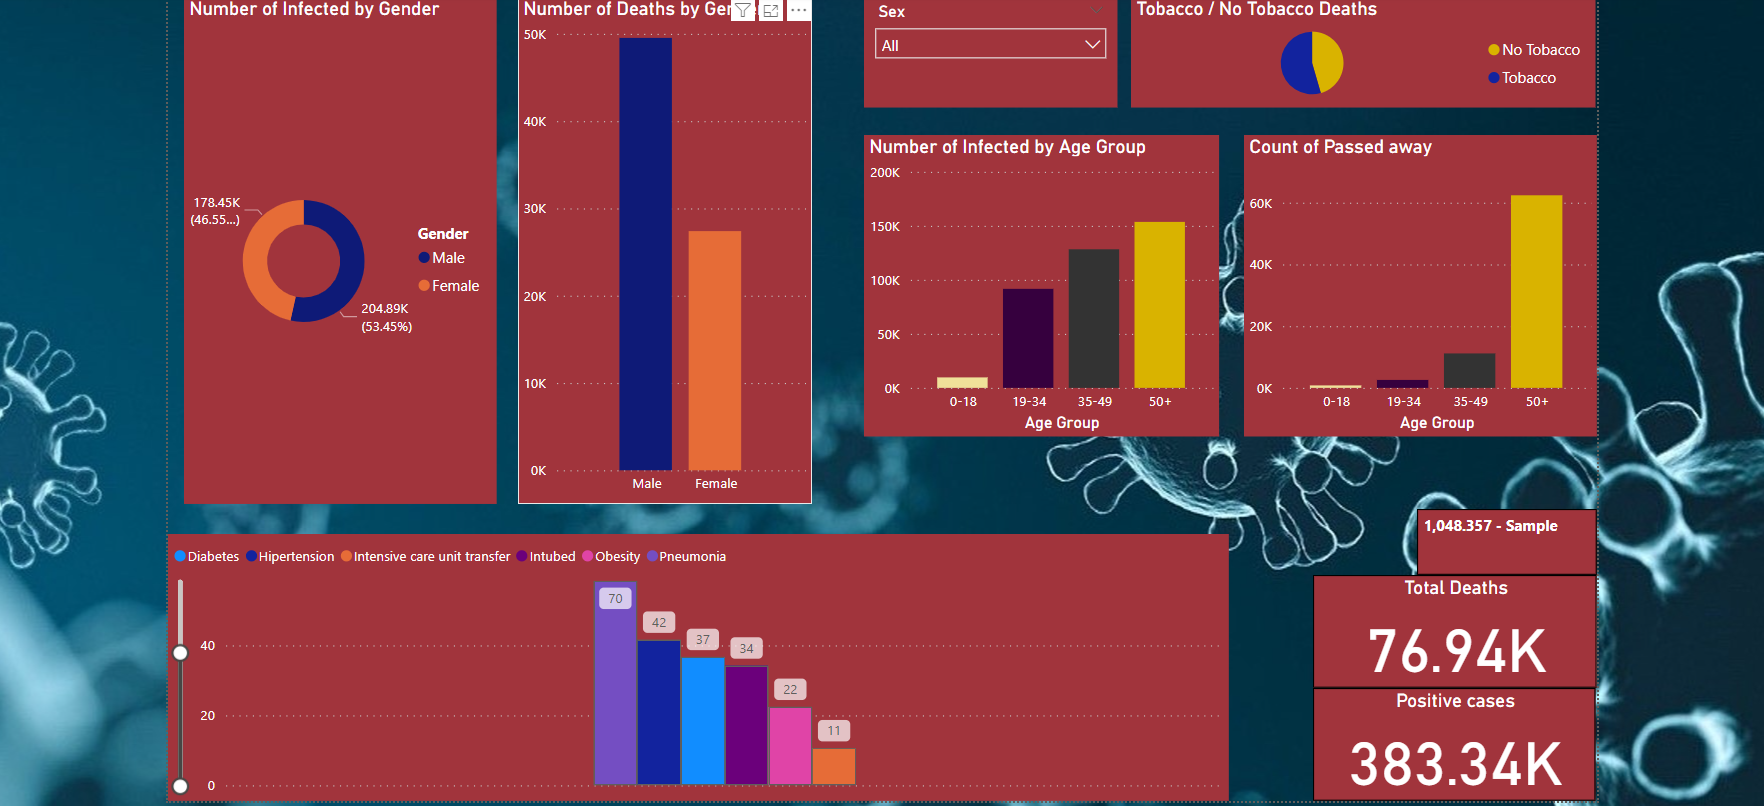 Number of Infected by Gender
178.45K
(46.55...)
Gender
Male
Female
204.89K
(53.45%)
Number of Deaths by Ge
50K
40K
30K
20K
10K
0K
Male
Female
Sex
All
Tobacco / No Tobacco Deaths
No Tobacco
Tobacco
Number of Infected by Age Group
200K
150K
100K
50K
0K
0-18
19-34
35-49
50+
Age Group
Count of Passed away
60K
40K
20K
0K
0-18
19-34
35-49
50+
Age Group
Diabetes Hipertension Intensive care unit transfer Intubed Obesity Pneumonia
40
20
0
70
42
37
34
22
11
1,048.357 - Sample
Total Deaths
76.94K
Positive cases
383.34K